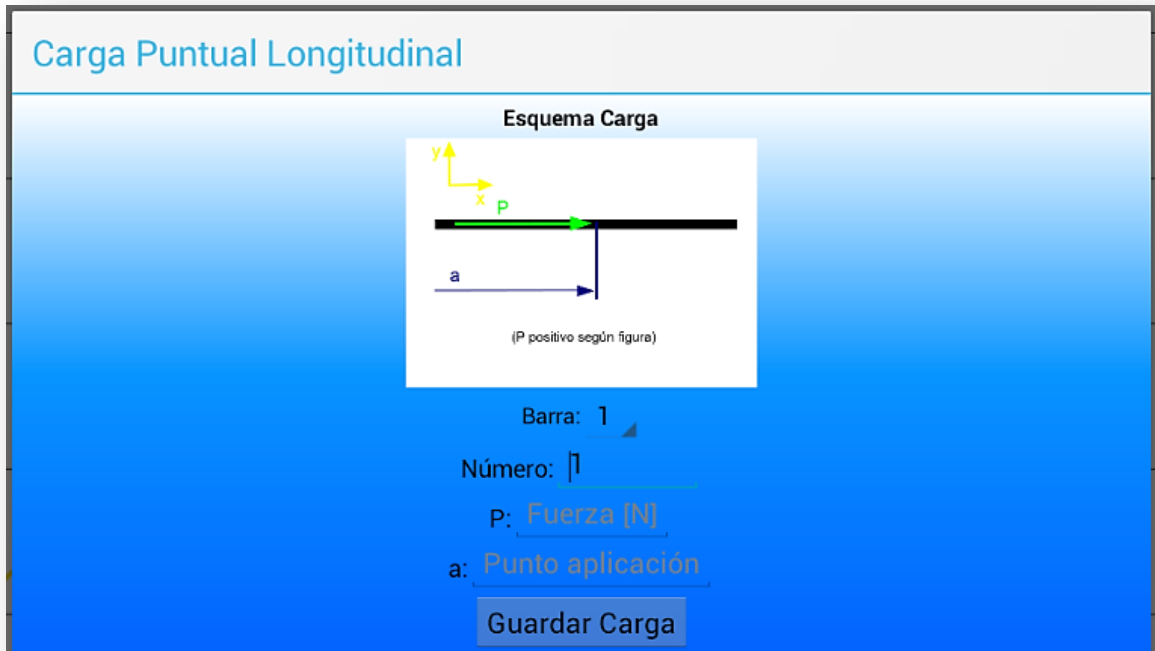 Carga Puntual Longitudinal
Esquema Carga
y
x
P
a
(P positivo según figura)
Barra: 1
Número: 1
P: Fuerza [N]
a: Punto aplicación
Guardar Carga